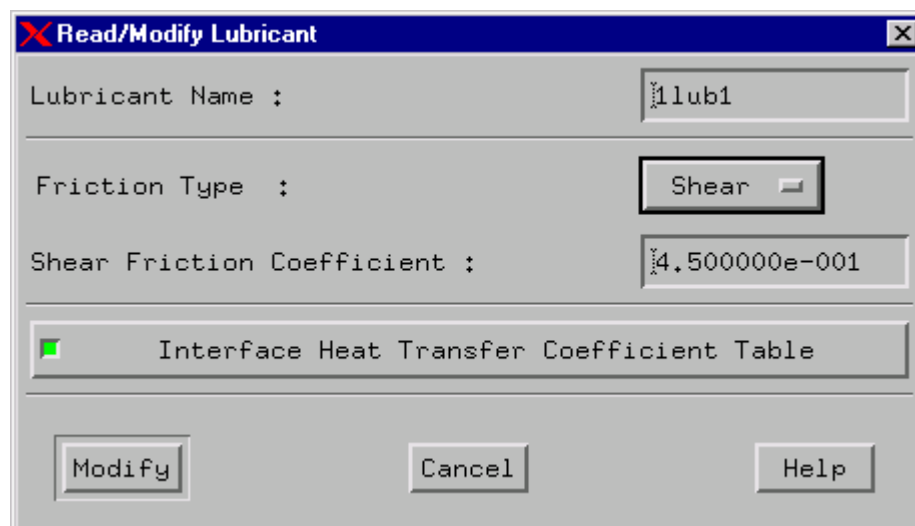 Read/Modify Lubricant
Lubricant Name : 1lub1
Friction Type : Shear
Shear Friction Coefficient : 4.500000e-001
Interface Heat Transfer Coefficient Table
Modify Cancel Help